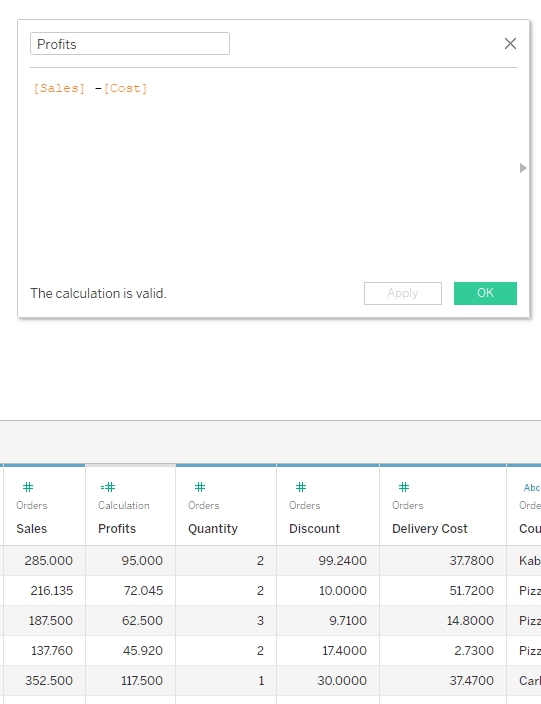 Profits
[Sales] -[Cost]
The calculation is valid.
Apply OK
Abc
Orders Calculation Orders Orders Orders Orde
Sales Profits Quantity Discount Delivery Cost Cou
285.000 95.000 2 99.2400 37.7800 Kab
216.135 72.045 2 10.0000 51.7200 Pizz
187.500 62.500 3 9.7100 14.8000 Pizz
137.760 45.920 2 17.4000 2.7300 Pizz
352.500 117.500 1 30.0000 37.4700 Carl